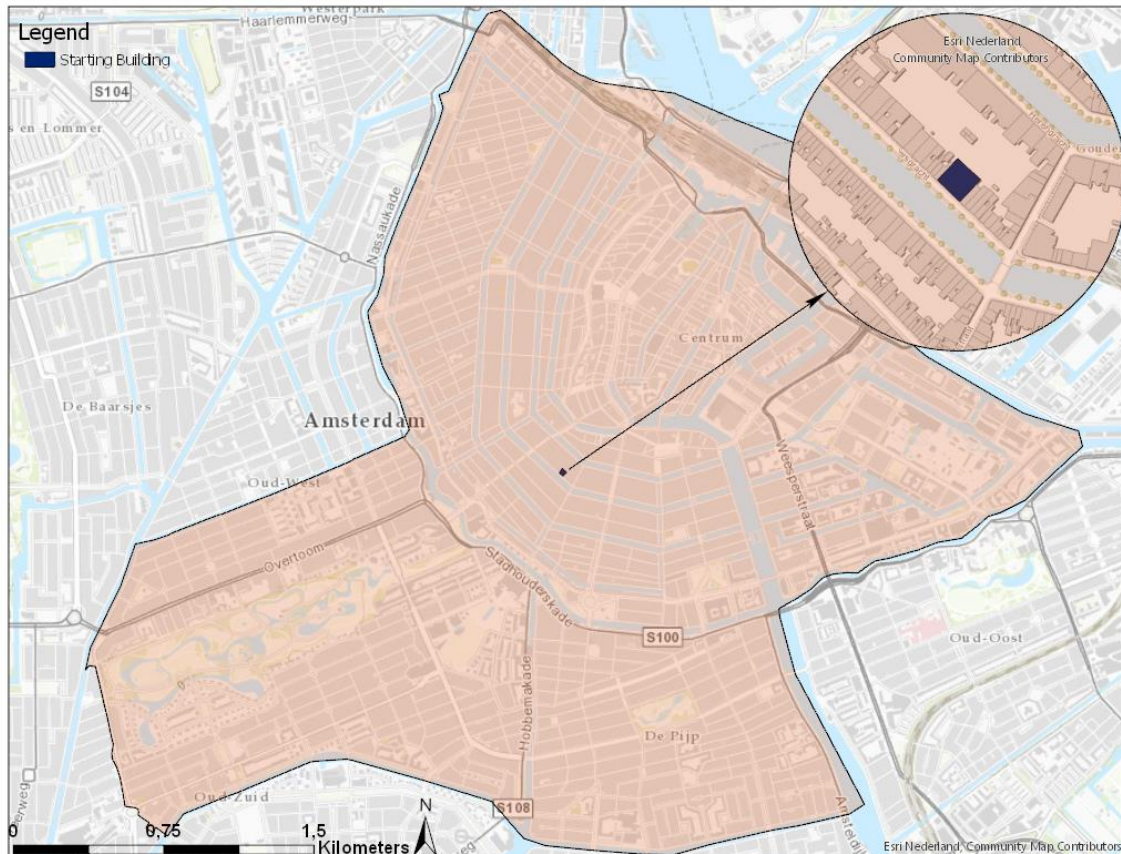 Westerpark
Haarlemmerweg
Legend
Starting Building
S104
Esri Nederland,
Community Map Contributors
s en Lommer
Nassaukade
Centrum
De Baarsjes
Amsterdam
Oud-West
Weesperstraat
Overtoom
Stadhouderskade
S100
Oud-Oost
Hobbemakade
De Pijp
Oud-Zuid
S108
N
0 0,75 1,5
Kilometers
Amsteldijk
Esri Nederland, Community Map Contributors